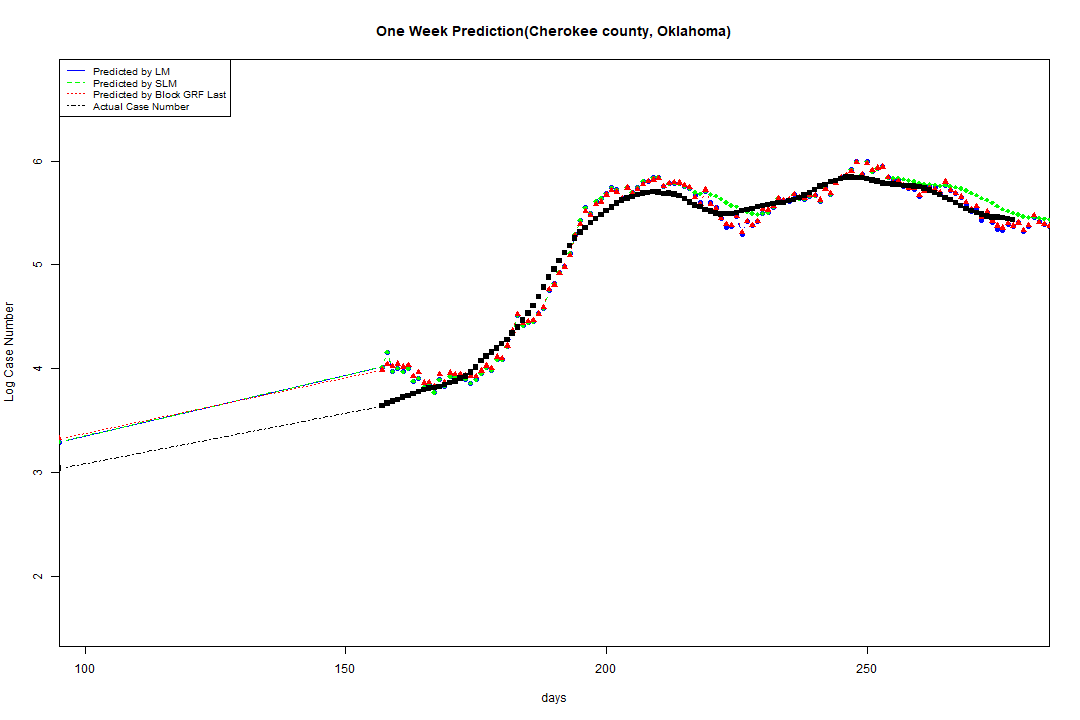 One Week Prediction(Cherokee county, Oklahoma)
Predicted by LM
Predicted by SLM
Predicted by Block GRF Last
Actual Case Number
6
5
4
3
2
Log Case Number
100 150 200 250
days